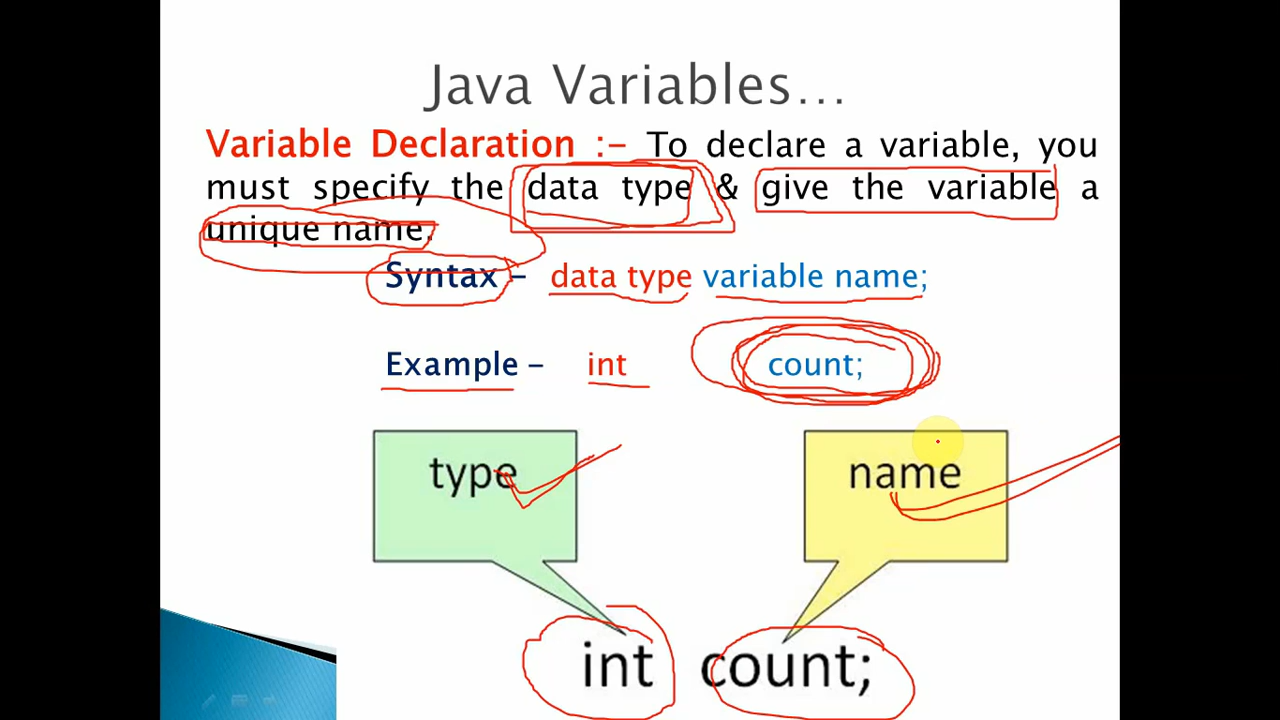 Java Variables...
Variable Declaration :- To declare a variable, you
must specify the data type & give the variable a
unique name.
Syntax - data type variable name;
Example - int count;
type name
int count;